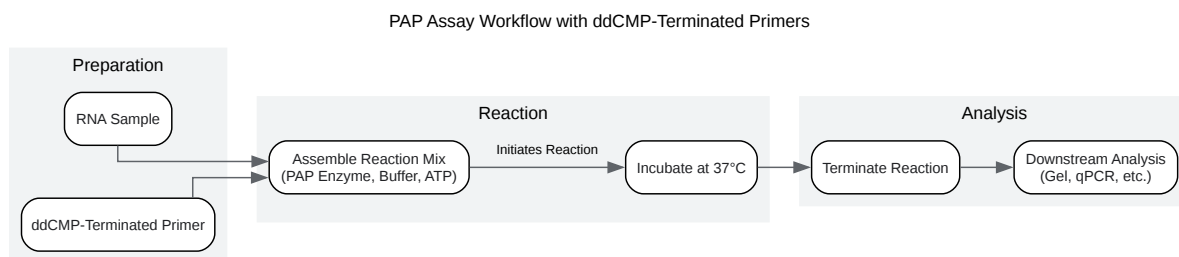 PAP Assay Workflow with ddCMP-Terminated Primers
Preparation
RNA Sample
ddCMP-Terminated Primer
Reaction
Assemble Reaction Mix
(PAP Enzyme, Buffer, ATP)
Initiates Reaction
Incubate at 37°C
Analysis
Terminate Reaction
Downstream Analysis
(Gel, qPCR, etc.)